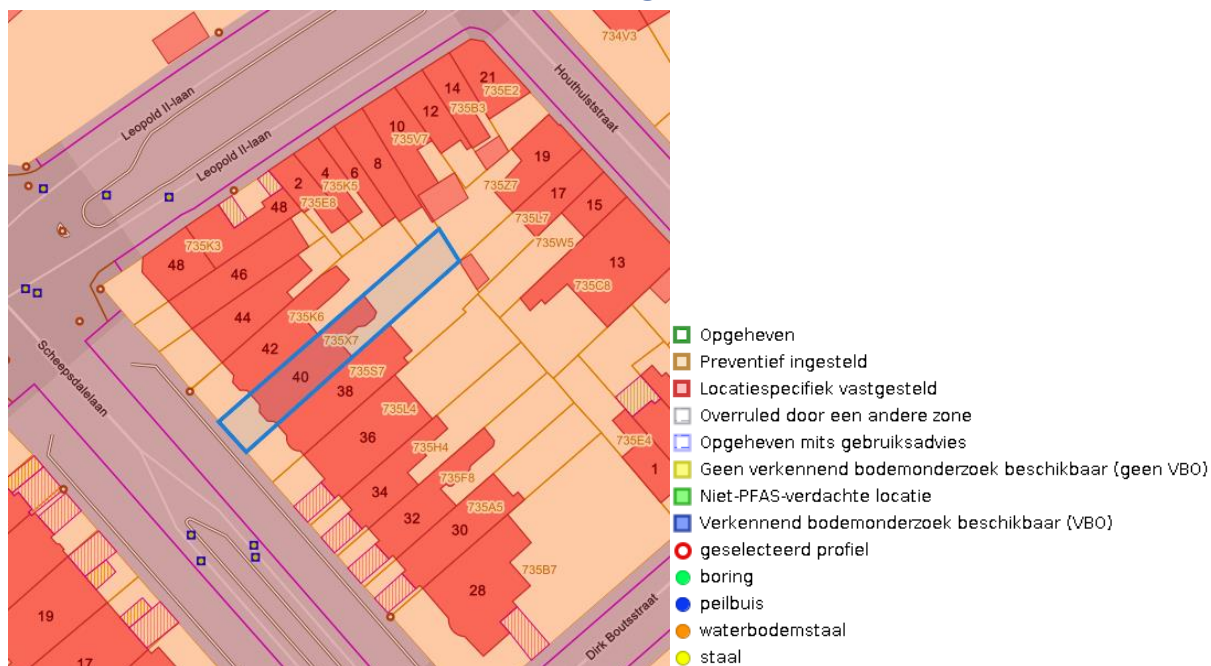 734V3
Leopold II-laan
Houthulststraat
21
735E2
14
735B3
12
10
735V7
Leopold II-laan
8
6
735K5
4
2
735E8
48
19
735Z7
17
735L7
15
735W5
13
735C8
735K3
48
46
44
735K6
42
735X7
40
735S7
38
Scheepsdalelaan
735L4
36
735H4
735F8
34
735A5
32
30
735E4
1
735B7
28
19
17
Dirk Boutsstraat
Opgeheven
Preventief ingesteld
Locatiespecifiek vastgesteld
Overruled door een andere zone
Opgeheven mits gebruiksadvies
Geen verkennend bodemonderzoek beschikbaar (geen VBO)
Niet-PFAS-verdachte locatie
Verkennend bodemonderzoek beschikbaar (VBO)
geselecteerd profiel
boring
peilbuis
waterbodemstaal
staal